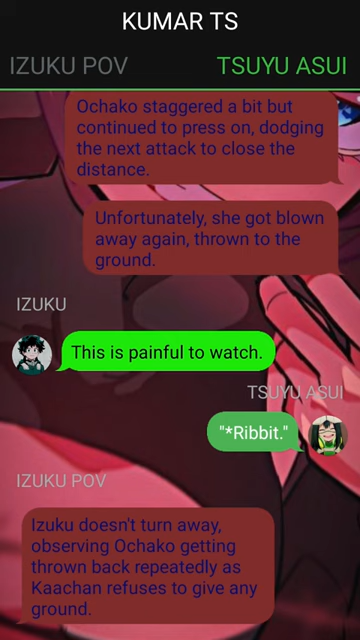 KUMAR TS
IZUKU POV
TSUYU ASUI
Ochako staggered a bit but
continued to press on, dodging
the next attack to close the
distance.
Unfortunately, she got blown
away again, thrown to the
ground.
IZUKU
This is painful to watch.
TSUYU ASUI
"*Ribbit."
IZUKU POV
Izuku doesn't turn away,
observing Ochako getting
thrown back repeatedly as
Kaachan refuses to give any
ground.